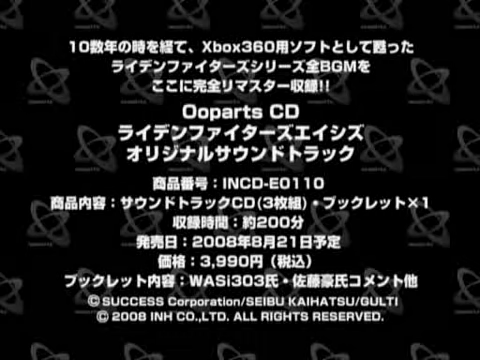 10数年の時を経て、Xbox360用ソフトとして甦った
ライデンファイターズシリーズ全BGMを
ここに完全リマスター収録!!
Ooparts CD
ライデンファイターズエイシズ
オリジナルサウンドトラック
商品番号：INCD-E0110
商品内容：サウンドトラックCD(3枚組)・ブックレット×1
収録時間：約200分
発売日：2008年8月21日予定
価格：3,990円（税込）
ブックレット内容：WASi303氏・佐藤豪氏コメント他
© SUCCESS Corporation/SEIBU KAIHATSU/GULTI
© 2008 INH CO.,LTD. ALL RIGHTS RESERVED.